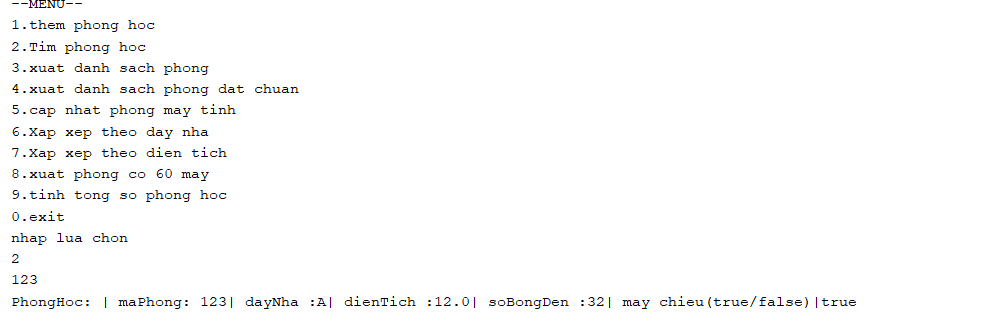 --MENU--
1.them phong hoc
2.Tim phong hoc
3.xuat danh sach phong
4.xuat danh sach phong dat chuan
5.cap nhat phong may tinh
6.Xap xep theo day nha
7.Xap xep theo dien tich
8.xuat phong co 60 may
9.tinh tong so phong hoc
0.exit
nhap lua chon
2
123
PhongHoc: | maPhong: 123| dayNha :A| dienTich :12.0| soBongDen :32| may chieu(true/false)|true